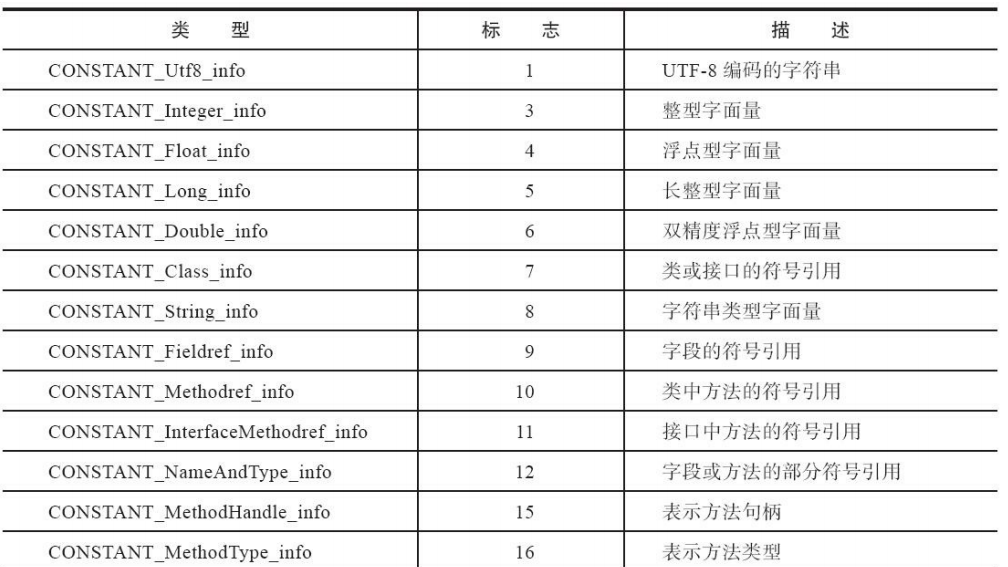 类 型 标 志 描 述
CONSTANT_Utf8_info 1 UTF-8 编码的字符串
CONSTANT_Integer_info 3 整型字面量
CONSTANT_Float_info 4 浮点型字面量
CONSTANT_Long_info 5 长整型字面量
CONSTANT_Double_info 6 双精度浮点型字面量
CONSTANT_Class_info 7 类或接口的符号引用
CONSTANT_String_info 8 字符串类型字面量
CONSTANT_Fieldref_info 9 字段的符号引用
CONSTANT_Methodref_info 10 类中方法的符号引用
CONSTANT_InterfaceMethodref_info 11 接口中方法的符号引用
CONSTANT_NameAndType_info 12 字段或方法的部分符号引用
CONSTANT_MethodHandle_info 15 表示方法句柄
CONSTANT_MethodType_info 16 表示方法类型